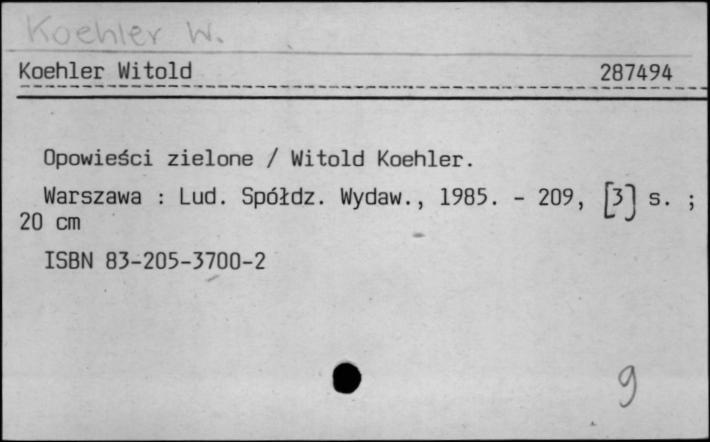 Koehler W.
Koehler Witold 287494
Opowieści zielone / Witold Koehler.
Warszawa : Lud. Spółdz. Wydaw., 1985. - 209, [3] s. ;
20 cm
ISBN 83-205-3700-2
9